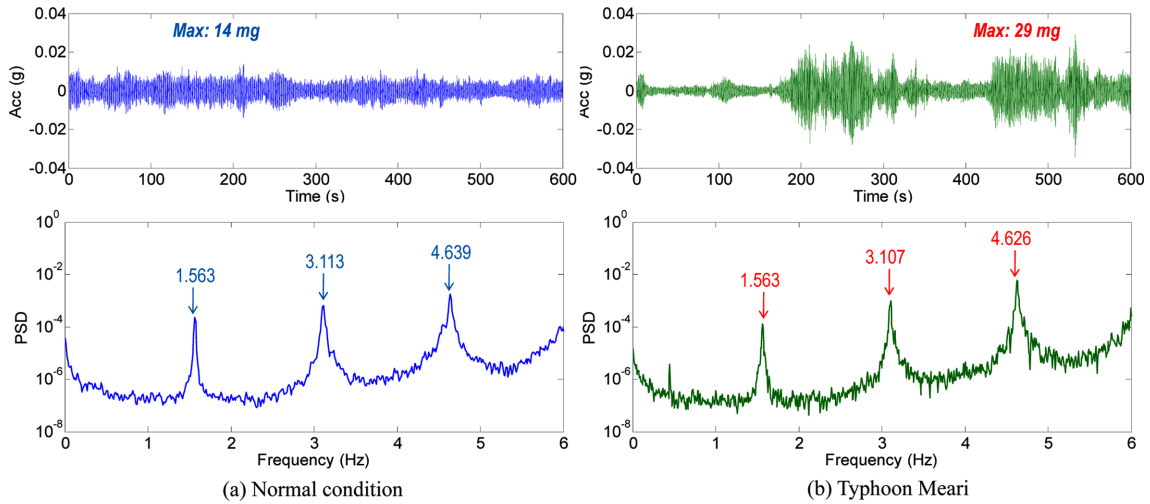 Max: 14 mg
Acc (g)
0.04
0.02
0
-0.02
-0.04
0 100 200 300 400 500 600
Time (s)
PSD
10^0
10^-2
10^-4
10^-6
10^-8
1.563
3.113
4.639
0 1 2 3 4 5 6
Frequency (Hz)
(a) Normal condition
Max: 29 mg
Acc (g)
0.04
0.02
0
-0.02
-0.04
0 100 200 300 400 500 600
Time (s)
PSD
10^0
10^-2
10^-4
10^-6
10^-8
1.563
3.107
4.626
0 1 2 3 4 5 6
Frequency (Hz)
(b) Typhoon Meari